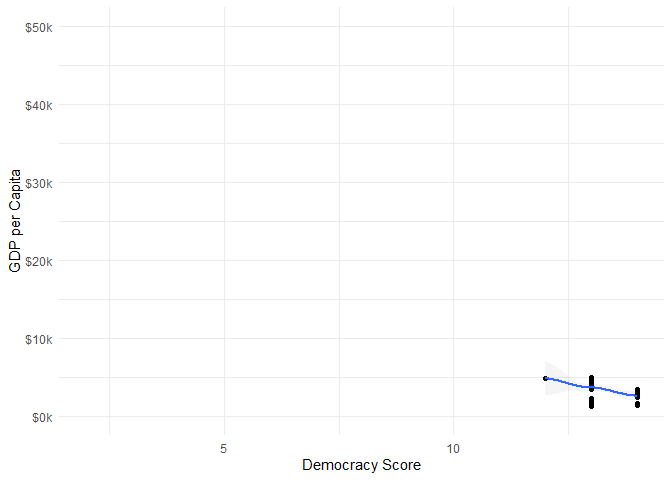 $50k
$40k
GDP per Capita
$30k
$20k
$10k
$0k
5 10
Democracy Score